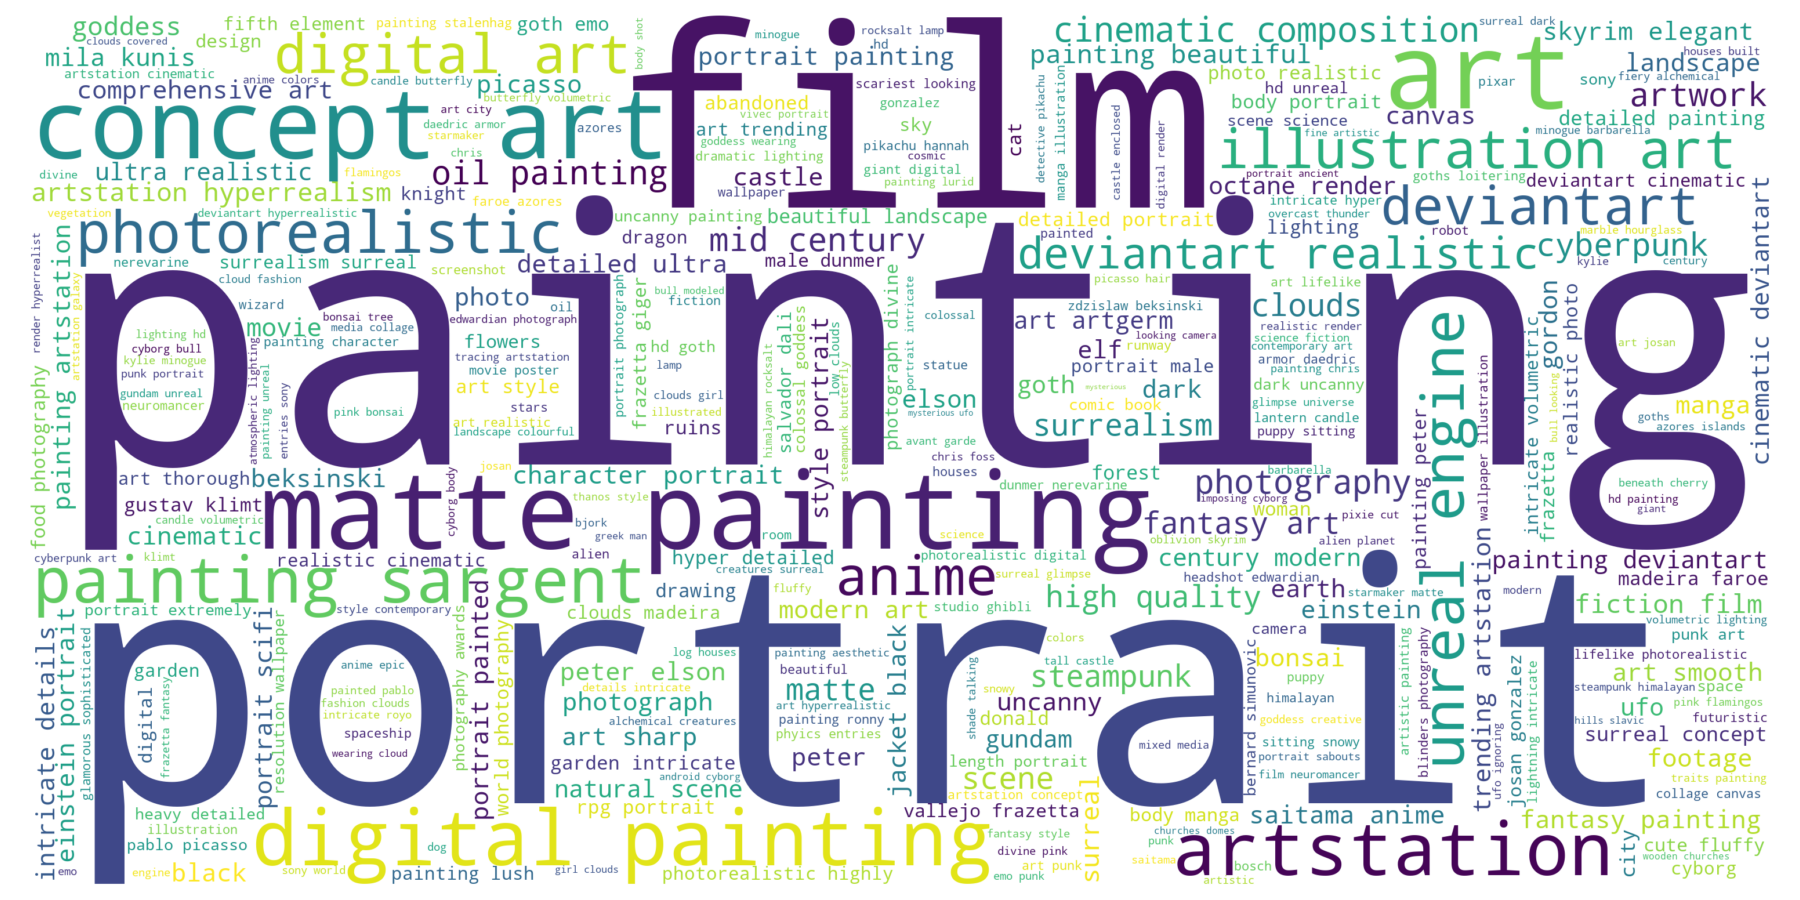 goddess
fifth element
painting stalenhag
goth emo
clouds covered
design
mila kunis
digital art
body shot
film
minogue
rocksalt lamp
hd
portrait painting
scariest looking
cinematic composition
surreal dark
skyrim elegant
painting beautiful
houses built
landscape
art
artstation cinematic
anime colors
candle butterfly
picasso
comprehensive art
butterfly volumetric
abandoned
gonzalez
vivec portrait
photo realistic
pixar
sony
fiery alchemical
hd unreal
body portrait
artwork
concept art
art city
daedric armor
starmaker
azores
art trending
sky
goddess wearing
pikachu hannah
cat
detective pikachu
manga illustration
castle enclosed
digital render
scene science
canvas
detailed painting
fine artistic
minogue barbarella
chris
dramatic lighting
cosmic
illustration art
divine
ultra realistic
flamingos
oil painting
castle
giant digital
painting lurid
portrait ancient
goths loitering
deviantart cinematic
artstation hyperrealism
knight
faroe azores
wallpaper
octane render
vegetation
deviantart hyperrealistic
uncanny painting
beautiful landscape
detailed portrait
intricate hyper
overcast thunder
deviantart
marble hourglass
cinematic deviantart
photorealistic
dragon
mid century
painted
lighting
robot
render hyperrealist
painting artstation
artstation galaxy
nerevarine
surrealism surreal
detailed ultra
male dunmer
deviantart realistic
cyberpunk
kylie
century
cloud fashion
screenshot
painting
bull modeled
picasso hair
art lifelike
wizard
photo
oil
fiction
zdzislaw beksinski
clouds
bonsai tree
edwardian photograph
colossal
art artgerm
movie
media collage
painting character
realistic render
science fiction
lighting hd
cyborg bull
kylie minogue
punk portrait
gundam unreal
neuromancer
flowers
tracing artstation
movie poster
art style
stars
art realistic
landscape colourful
pink bonsai
atmospheric lighting
painting unreal
entries sony
portrait photograph
frazetta giger
hd goth
lamp
clouds girl
illustrated
ruins
himalayan rocksalt
salvador dali
colossal goddess
style portrait
low clouds
steampunk butterfly
photograph divine
portrait intricate
statue
elson
mysterious ufo
avant garde
chris foss
houses
looking camera
elf
runway
portrait male
goth
mysterious
dark
comic book
surrealism
contemporary art
armor daedric
painting chris
dark uncanny
glimpse universe
lantern candle
puppy sitting
painting peter
unreal engine
wallpaper illustration
intricate volumetric
frazetta bull looking
gordon
realistic photo
art josan
manga
goths
azores islands
food photography
art thorough
beksinski
character portrait
josan
cyborg body
thanos style
forest
barbarella
dunmer nerevarine
photography
imposing cyborg
beneath cherry
hd painting
giant
gustav klimt
matte painting
candle volumetric
cinematic
bjork
greek man
room
science
fantasy art
woman
pixie cut
oblivion skyrim
alien planet
cyberpunk art
klimt
realistic cinematic
alien
hyper detailed
photorealistic digital
century modern
painting deviantart
painting sargent
creatures surreal
surreal glimpse
headshot edwardian
madeira faroe
drawing
fluffy
anime
high quality
earth
starmaker matte
portrait extremely
style contemporary
clouds madeira
modern art
studio ghibli
einstein
modern
fiction film
volumetric lighting
punk art
intricate details
einstein portrait
glamorous sophisticated
portrait scifi
resolution wallpaper
photography awards
portrait painted
world photography
log houses
painting aesthetic
colors
camera
lifelike photorealistic
garden
anime epic
peter elson
beautiful
jacket black
tall castle
bonsai
puppy
art smooth
portrait
details intricate
matte
steampunk
himalayan
steampunk himalayan
space
digital
frazetta fantasy
painted pablo
fashion clouds
intricate royo
photograph
art hyperrealistic
shade talking
snowy
uncanny
goddess creative
ufo
pink flamingos
alchemical creatures
painting ronny
donald
futuristic
spaceship
wearing cloud
art sharp
phyics entries
gundam
mixed media
bernard simunovic
sitting snowy
artistic painting
blinders photography
trending artstation
ufo ignoring
josan gonzalez
lightning intricate
hills slavic
surreal concept
garden intricate
peter
length portrait
portrait sabouts
footage
android cyborg
natural scene
scene
film neuromancer
traits painting
artstation concept
collage canvas
heavy detailed
rpg portrait
vallejo frazetta
surreal
body manga
saitama anime
illustration
digital painting
fantasy style
churches domes
fantasy painting
pablo picasso
punk
artstation
city
cute fluffy
dog
divine pink
wooden churches
emo
engine
black
sony world
painting lush
girl clouds
photorealistic highly
art punk
emo punk
saitama
bosch
artistic
cyborg